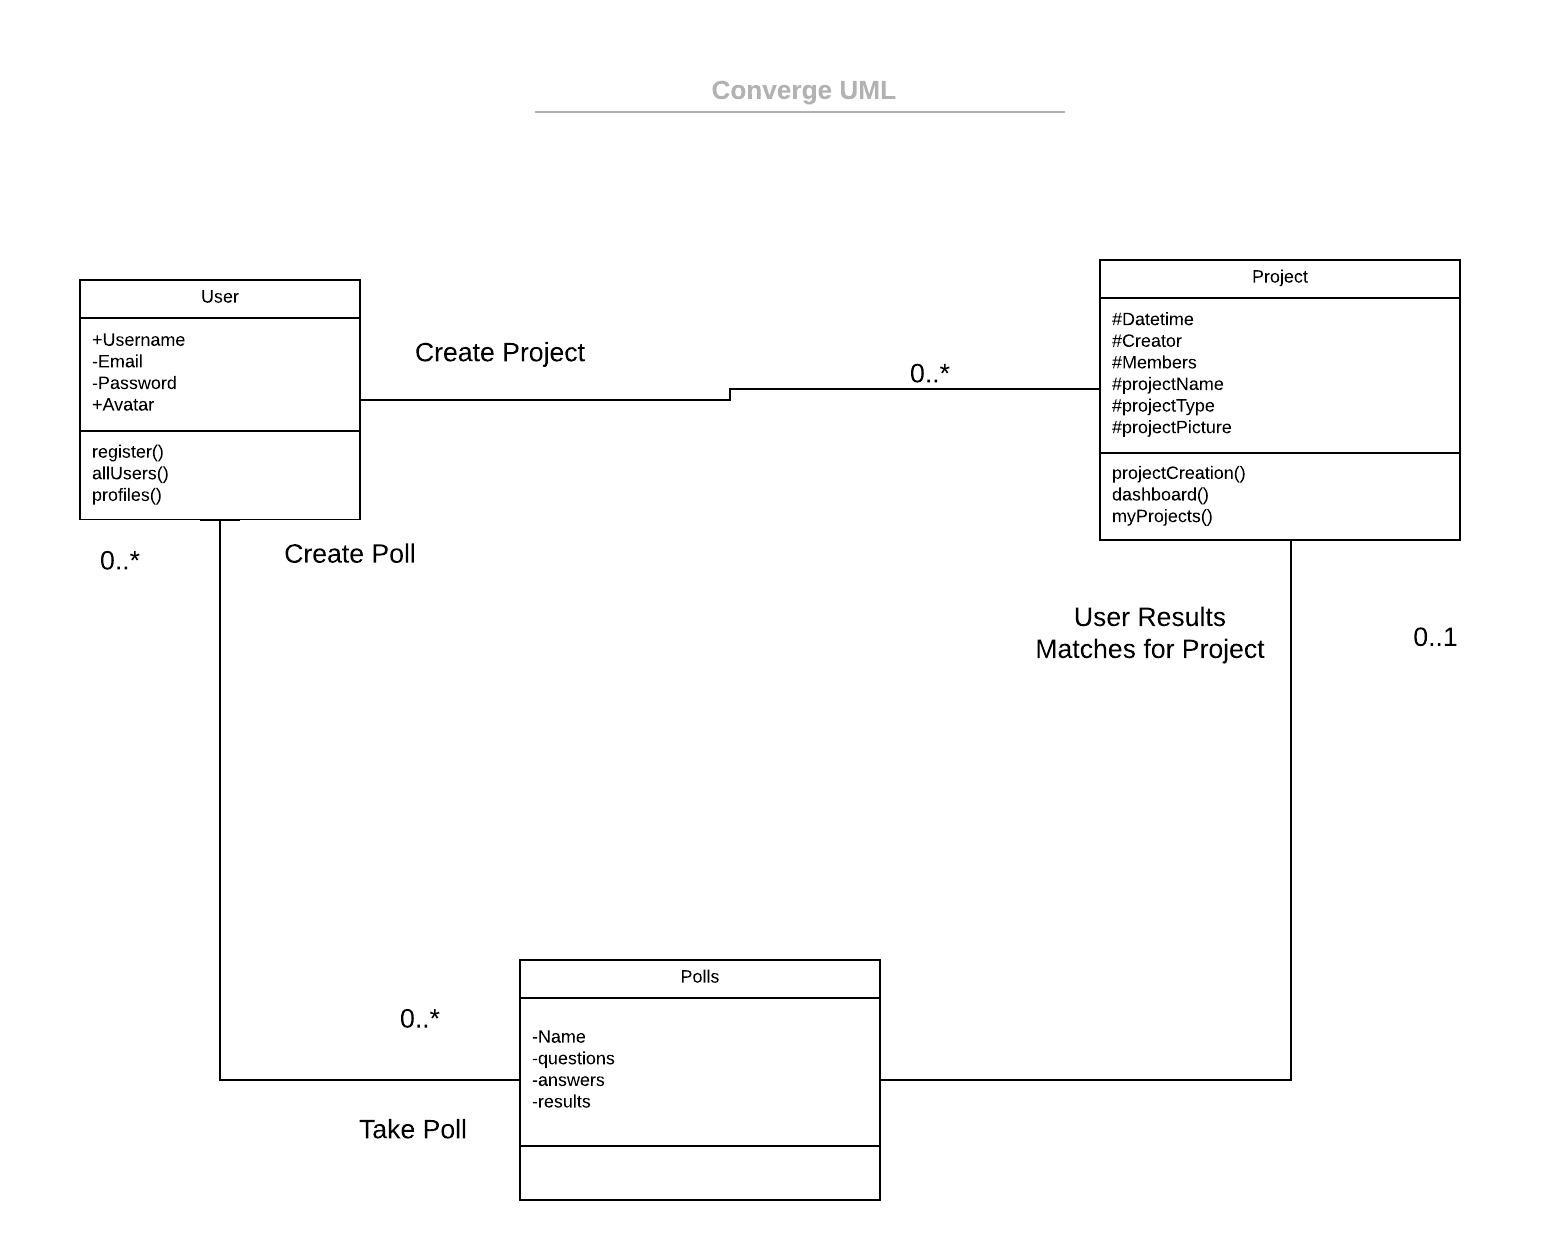 Converge UML
User
+Username
-Email
-Password
+Avatar
register()
allUsers()
profiles()
Create Project
0..*
Project
#Datetime
#Creator
#Members
#projectName
#projectType
#projectPicture
projectCreation()
dashboard()
myProjects()
0..*
Create Poll
User Results
Matches for Project
0..1
0..*
Take Poll
Polls
-Name
-questions
-answers
-results